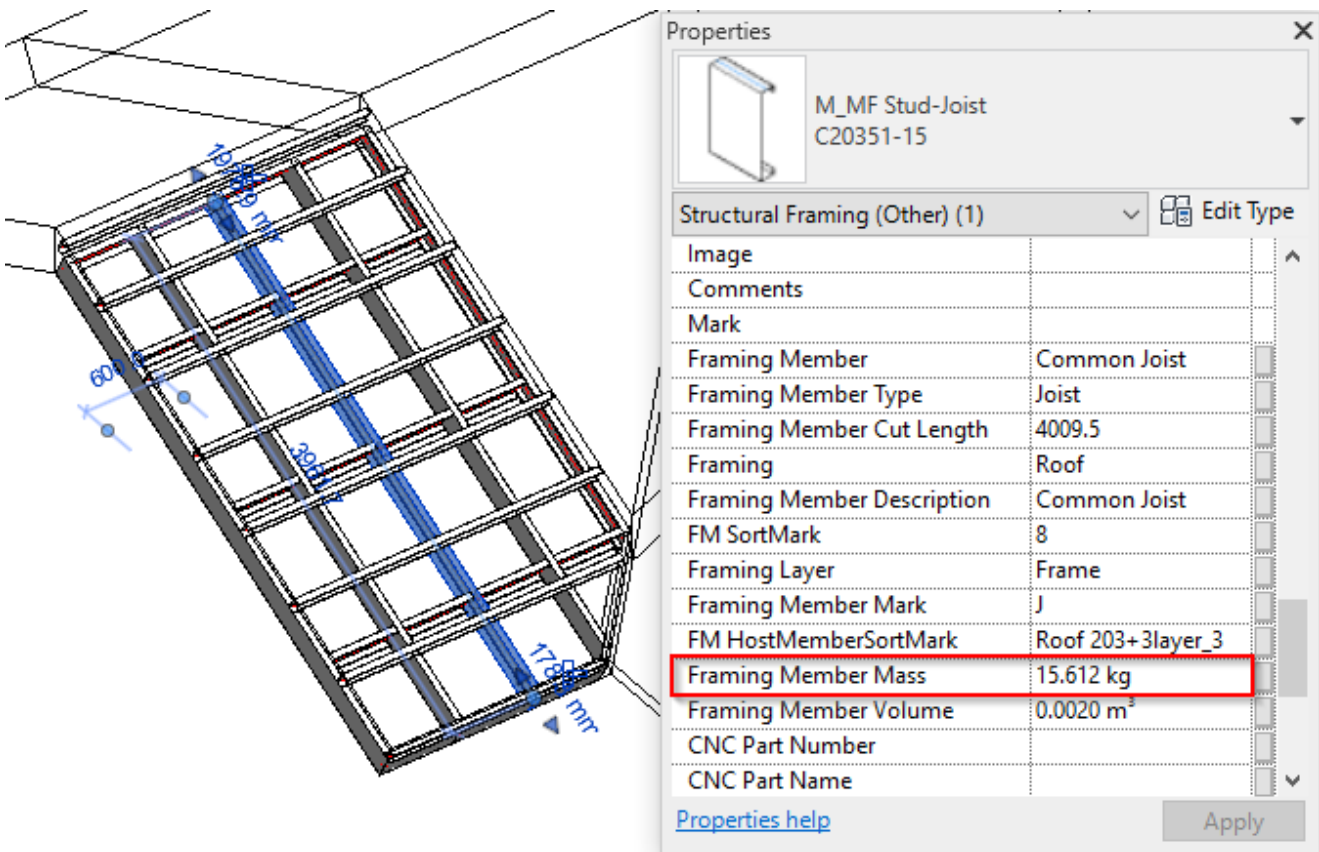 Properties
M_MF Stud-Joist
C20351-15
Structural Framing (Other) (1)
Edit Type
Image
Comments
Mark
Framing Member Common Joist
Framing Member Type Joist
Framing Member Cut Length 4009.5
Framing Roof
Framing Member Description Common Joist
FM SortMark 8
Framing Layer Frame
Framing Member Mark J
FM HostMemberSortMark Roof 203+3layer_3
Framing Member Mass 15.612 kg
Framing Member Volume 0.0020 m³
CNC Part Number
CNC Part Name
Properties help
Apply
mm